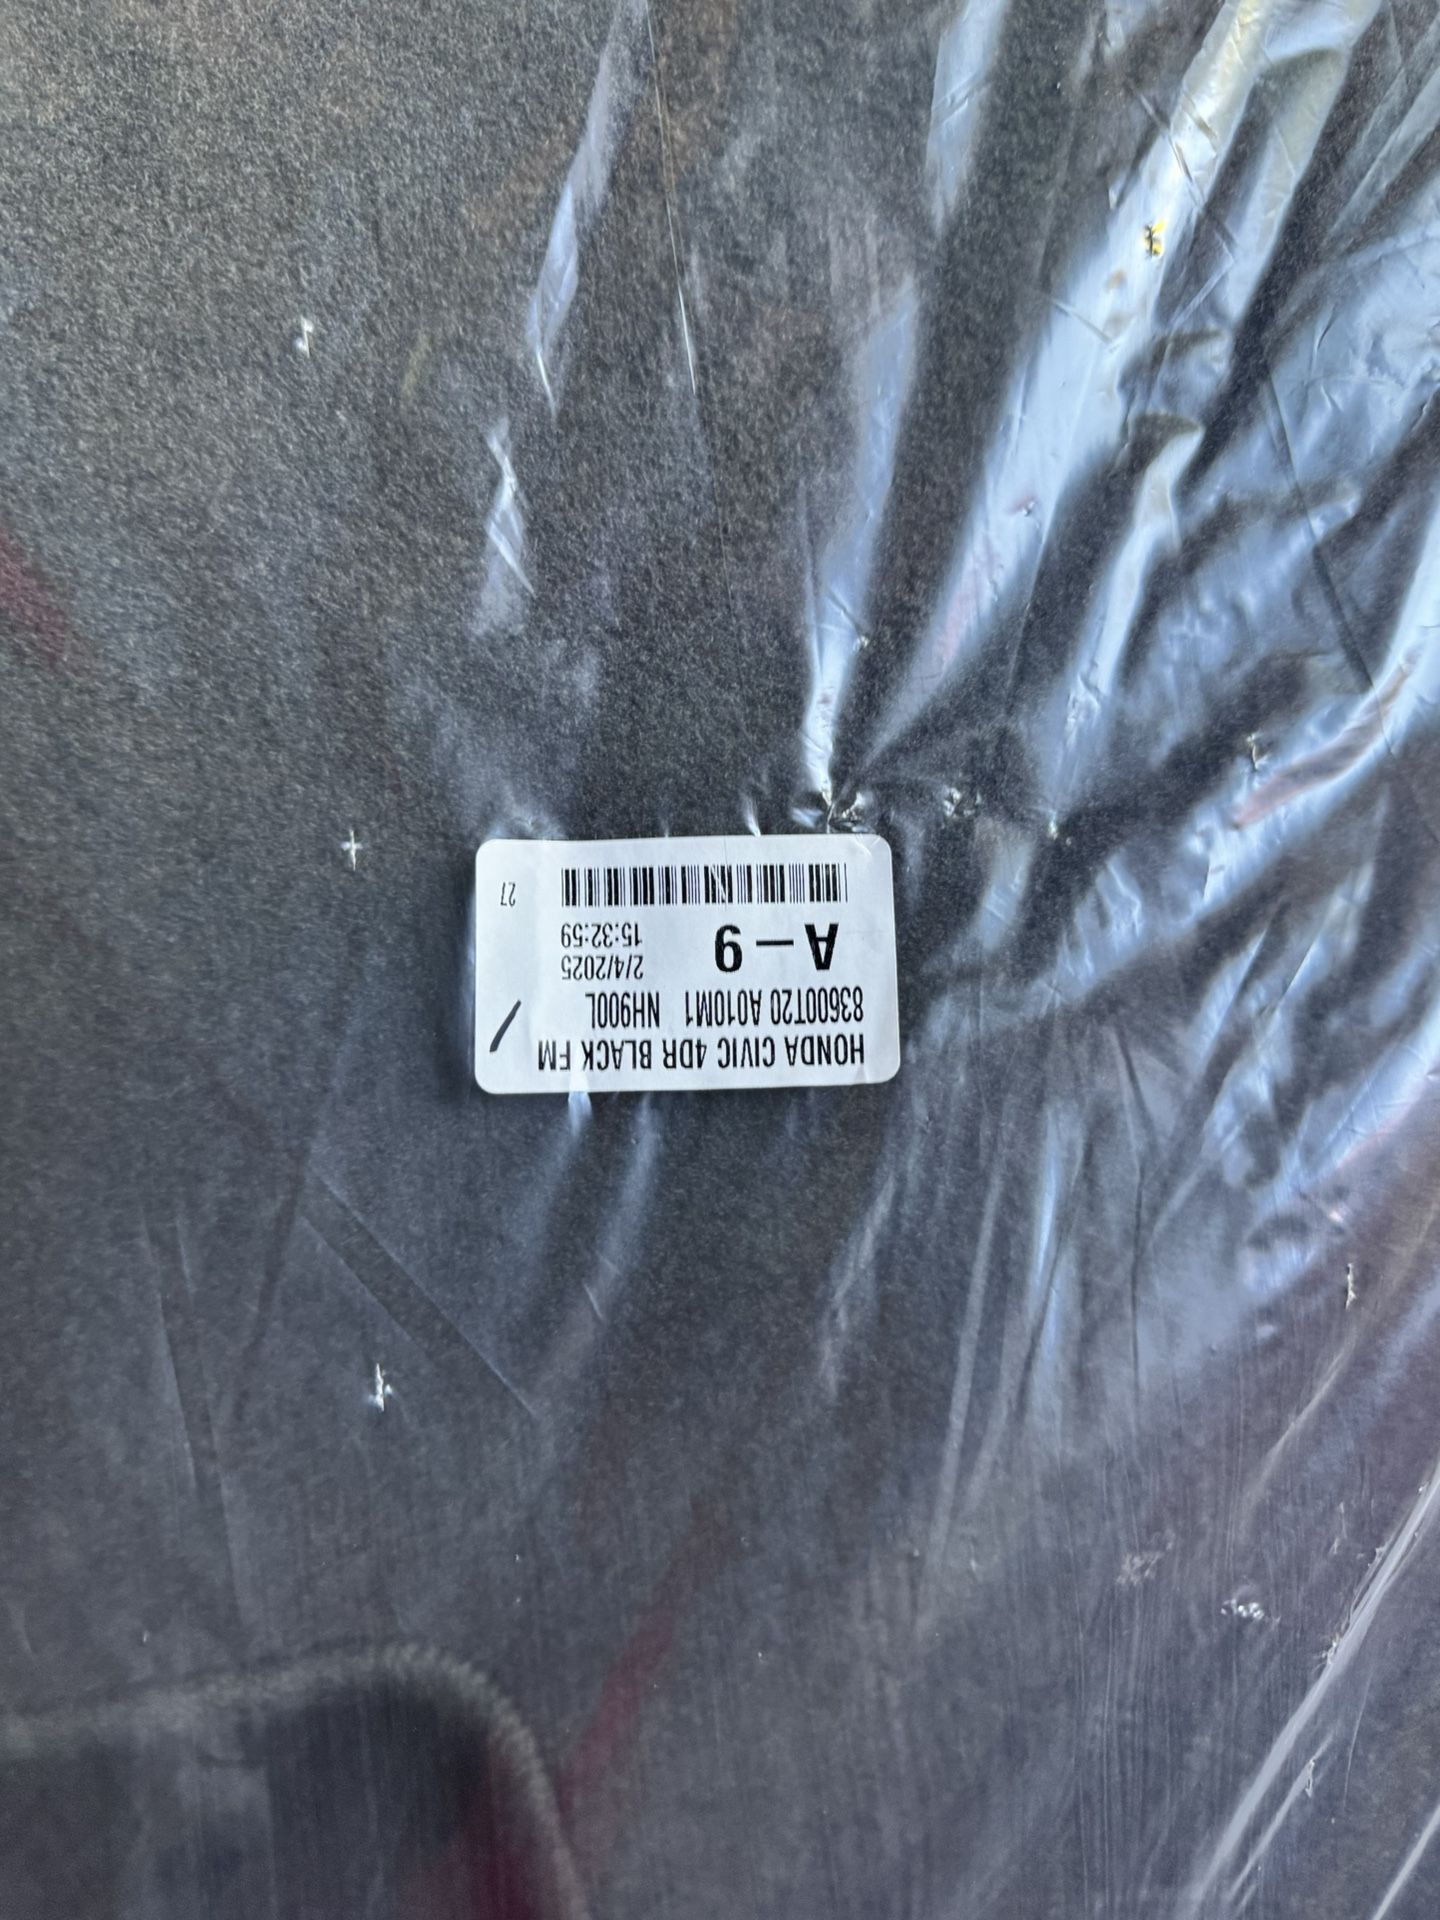 HONDA CIVIC 4DR BLACK FM
83600T20 A010M1 NH900L
A-9 2/4/2025
15:32:59
27